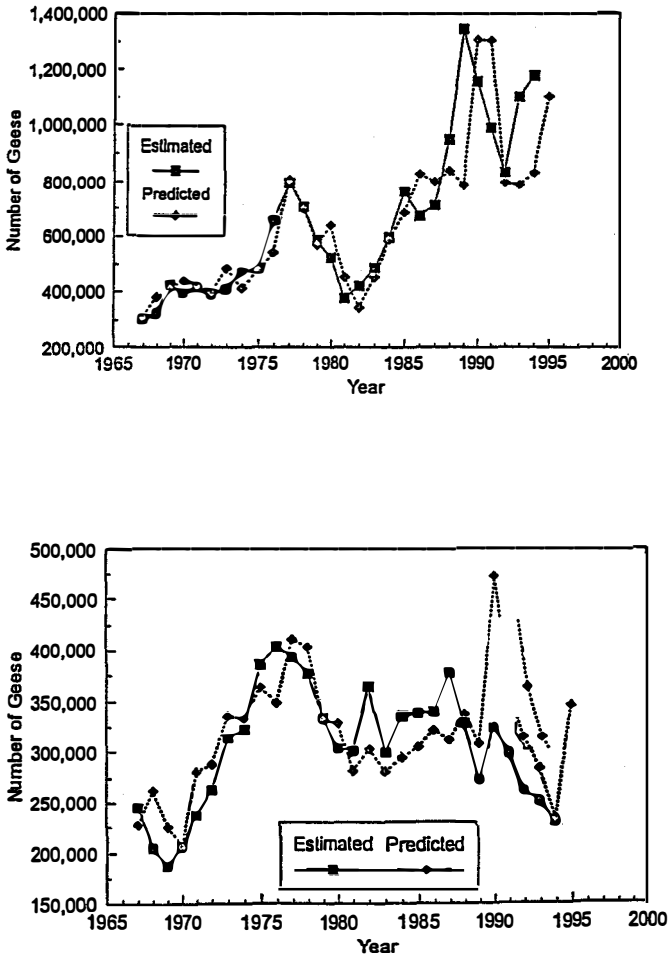 1,400,000
1,200,000
1,000,000
800,000
600,000
400,000
200,000
Number of Geese
Estimated
Predicted
1965 1970 1975 1980 1985 1990 1995 2000
Year
500,000
450,000
400,000
350,000
300,000
250,000
200,000
150,000
Number of Geese
Estimated Predicted
1965 1970 1975 1980 1985 1990 1995 2000
Year